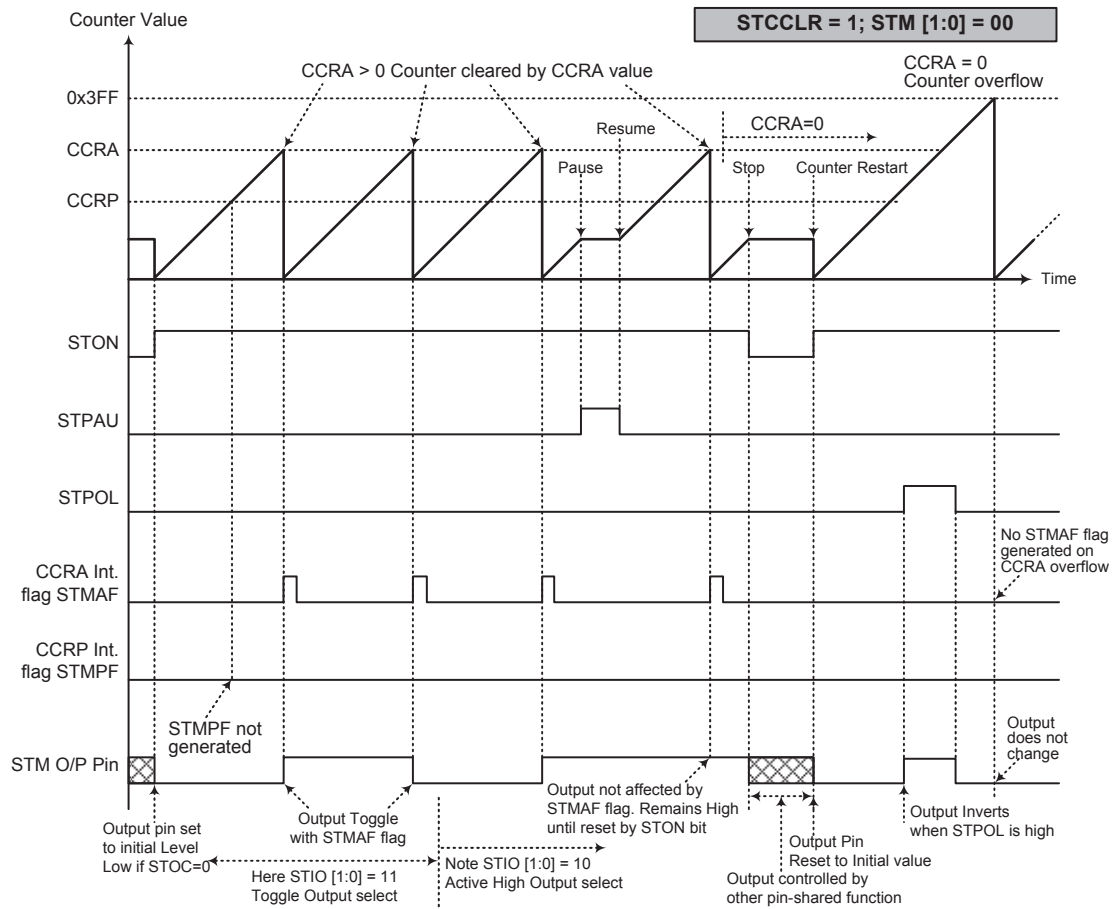 Counter Value
STCCLR = 1; STM [1:0] = 00
CCRA = 0
Counter overflow
CCRA > 0 Counter cleared by CCRA value
0x3FF
Resume
CCRA=0
CCRA
Pause
Stop
Counter Restart
CCRP
Time
STON
STPAU
STPOL
No STMAF flag
generated on
CCRA overflow
CCRA Int.
flag STMAF
CCRP Int.
flag STMPF
STMPF not
generated
Output
does not
change
STM O/P Pin
Output pin set
to initial Level
Low if STOC=0
Output Toggle
with STMAF flag
Output not affected by
STMAF flag. Remains High
until reset by STON bit
Output Inverts
when STPOL is high
Output Pin
Reset to Initial value
Here STIO [1:0] = 11
Toggle Output select
Note STIO [1:0] = 10
Active High Output select
Output controlled by
other pin-shared function